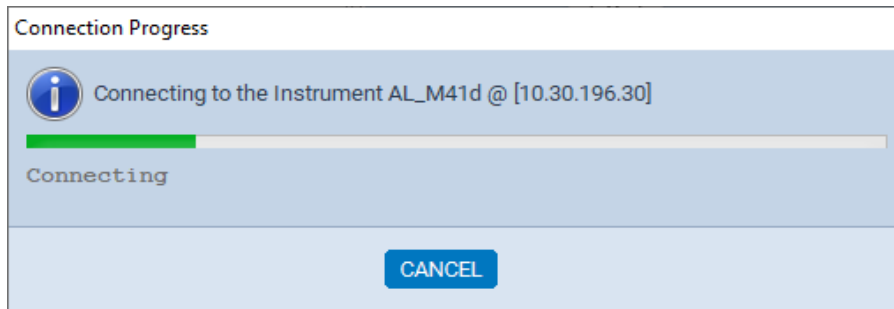 Connection Progress
Connecting to the Instrument AL_M41d @ [10.30.196.30]
Connecting
CANCEL